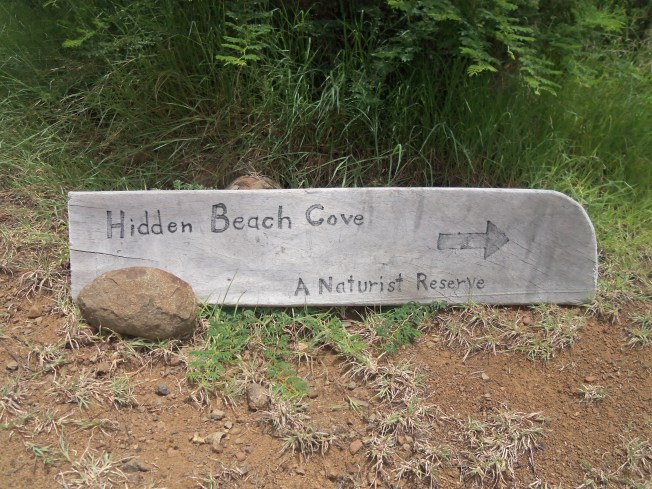 Hidden Beach Cove
A Naturist Reserve